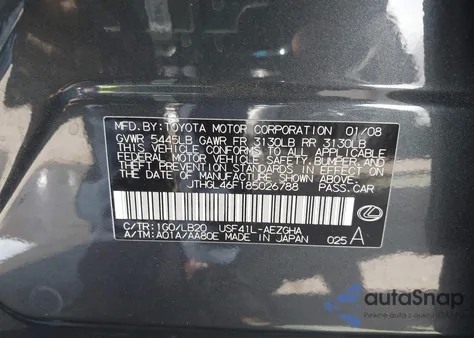 MFD.BY:TOYOTA MOTOR CORPORATION 01/08
GVWR 5445LB GAWR FR 3130LB RR 3130LB
THIS VEHICLE CONFORMS TO ALL APPLICABLE
FEDERAL MOTOR VEHICLE SAFETY, BUMPER, AND
THEFT PREVENTION STANDARDS IN EFFECT ON
THE DATE OF MANUFACTURE SHOWN ABOVE.
JTHGL46F185026788 PASS.CAR
C/TR:1G0/LB20 USF41L-AEZGHA
A/TM:A01A/AA80E MADE IN JAPAN 025 A
autoSnap